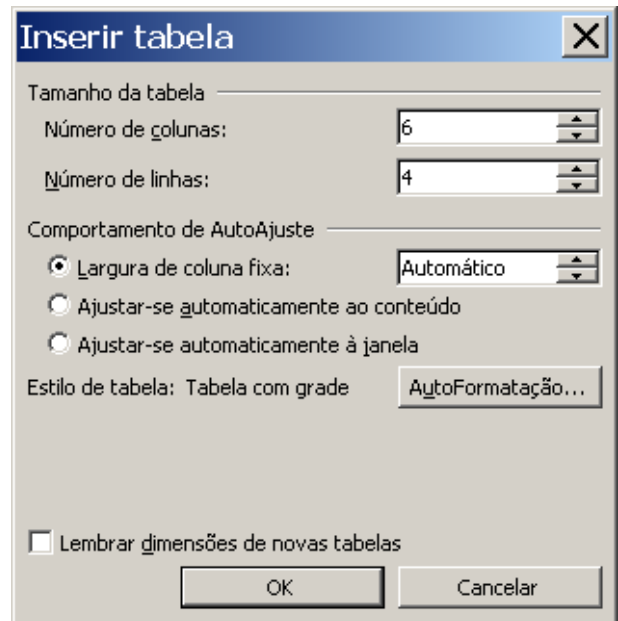 Inserir tabela
Tamanho da tabela
Número de colunas: 6
Número de linhas: 4
Comportamento de AutoAjuste
Largura de coluna fixa: Automático
Ajustar-se automaticamente ao conteúdo
Ajustar-se automaticamente à janela
Estilo de tabela: Tabela com grade AutoFormatação...
Lembrar dimensões de novas tabelas
OK Cancelar